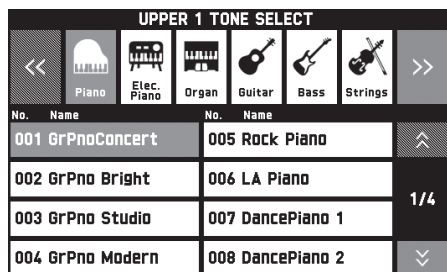 UPPER 1 TONE SELECT
<< Piano Elec. Piano Organ Guitar Bass Strings >>
No. Name No. Name
001 GrPnoConcert 005 Rock Piano
002 GrPno Bright 006 LA Piano
1/4
003 GrPno Studio 007 DancePiano 1
004 GrPno Modern 008 DancePiano 2